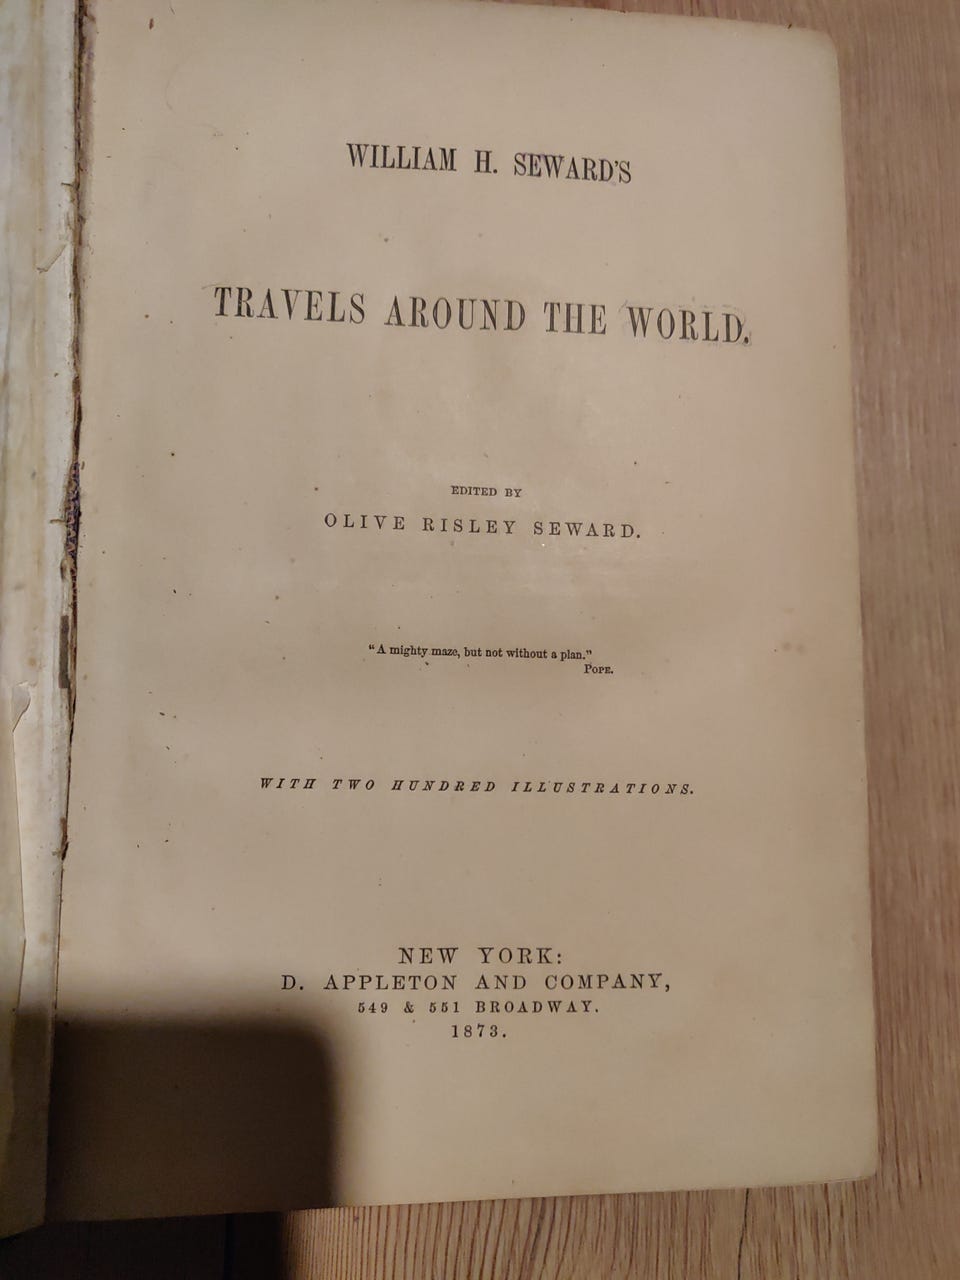 WILLIAM H. SEWARD'S
TRAVELS AROUND THE WORLD.
EDITED BY
OLIVE RISLEY SEWARD.
"A mighty maze, but not without a plan."
POPE.
WITH TWO HUNDRED ILLUSTRATIONS.
NEW YORK:
D. APPLETON AND COMPANY,
549 & 551 BROADWAY.
1873.